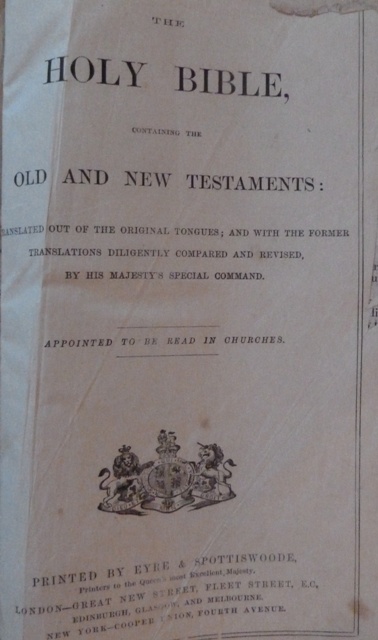 THE
HOLY BIBLE,
CONTAINING THE
OLD AND NEW TESTAMENTS:
TRANSLATED OUT OF THE ORIGINAL TONGUES; AND WITH THE FORMER
TRANSLATIONS DILIGENTLY COMPARED AND REVISED,
BY HIS MAJESTY'S SPECIAL COMMAND.
APPOINTED TO BE READ IN CHURCHES.
PRINTED BY EYRE & SPOTTISWOODE,
Printers to the Queen's most Excellent Majesty.
LONDON—GREAT NEW STREET, FLEET STREET, E.C,
EDINBURGH, GLASGOW, AND MELBOURNE.
NEW YORK—COOPER UNION, FOURTH AVENUE.